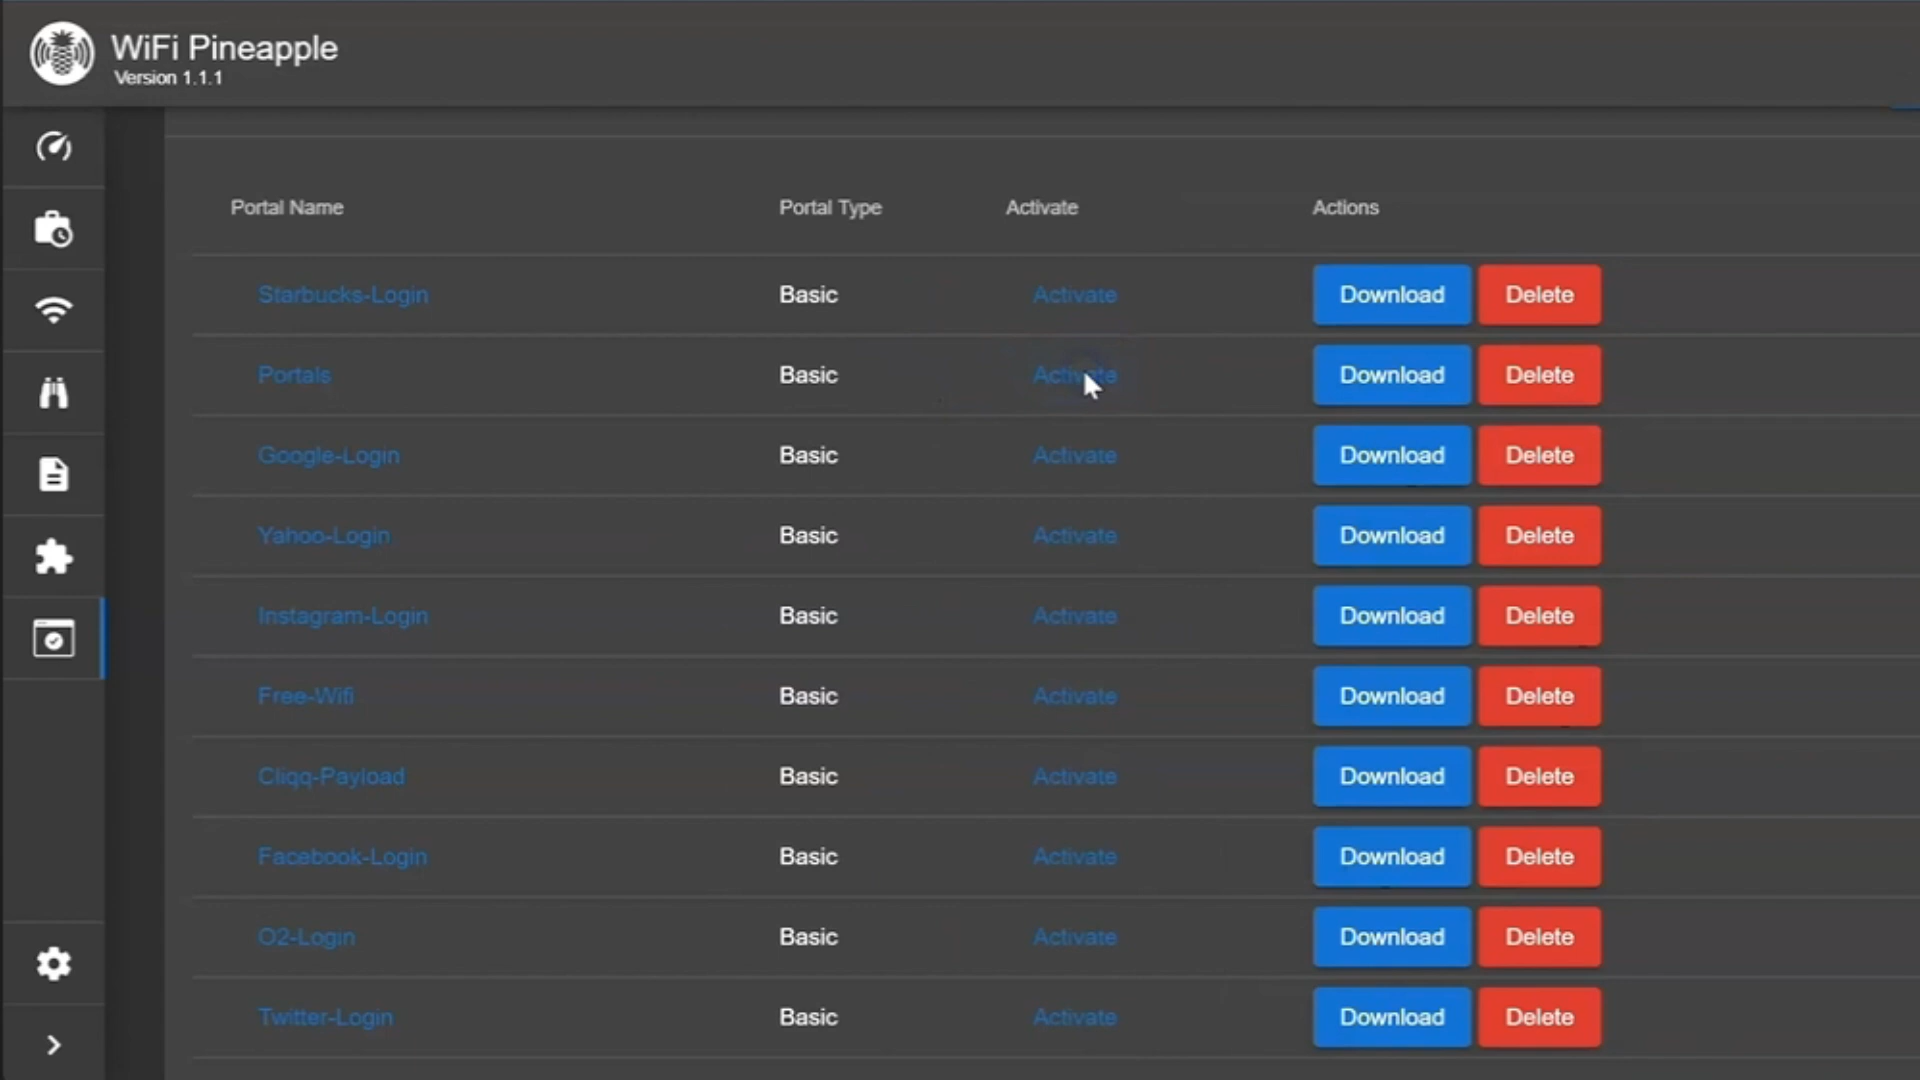 WiFi Pineapple
Version 1.1.1
Portal Name Portal Type Activate Actions
Starbucks-Login Basic Activate Download Delete
Portals Basic Activate Download Delete
Google-Login Basic Activate Download Delete
Yahoo-Login Basic Activate Download Delete
Instagram-Login Basic Activate Download Delete
Free-Wifi Basic Activate Download Delete
Cliqq-Payload Basic Activate Download Delete
Facebook-Login Basic Activate Download Delete
O2-Login Basic Activate Download Delete
Twitter-Login Basic Activate Download Delete